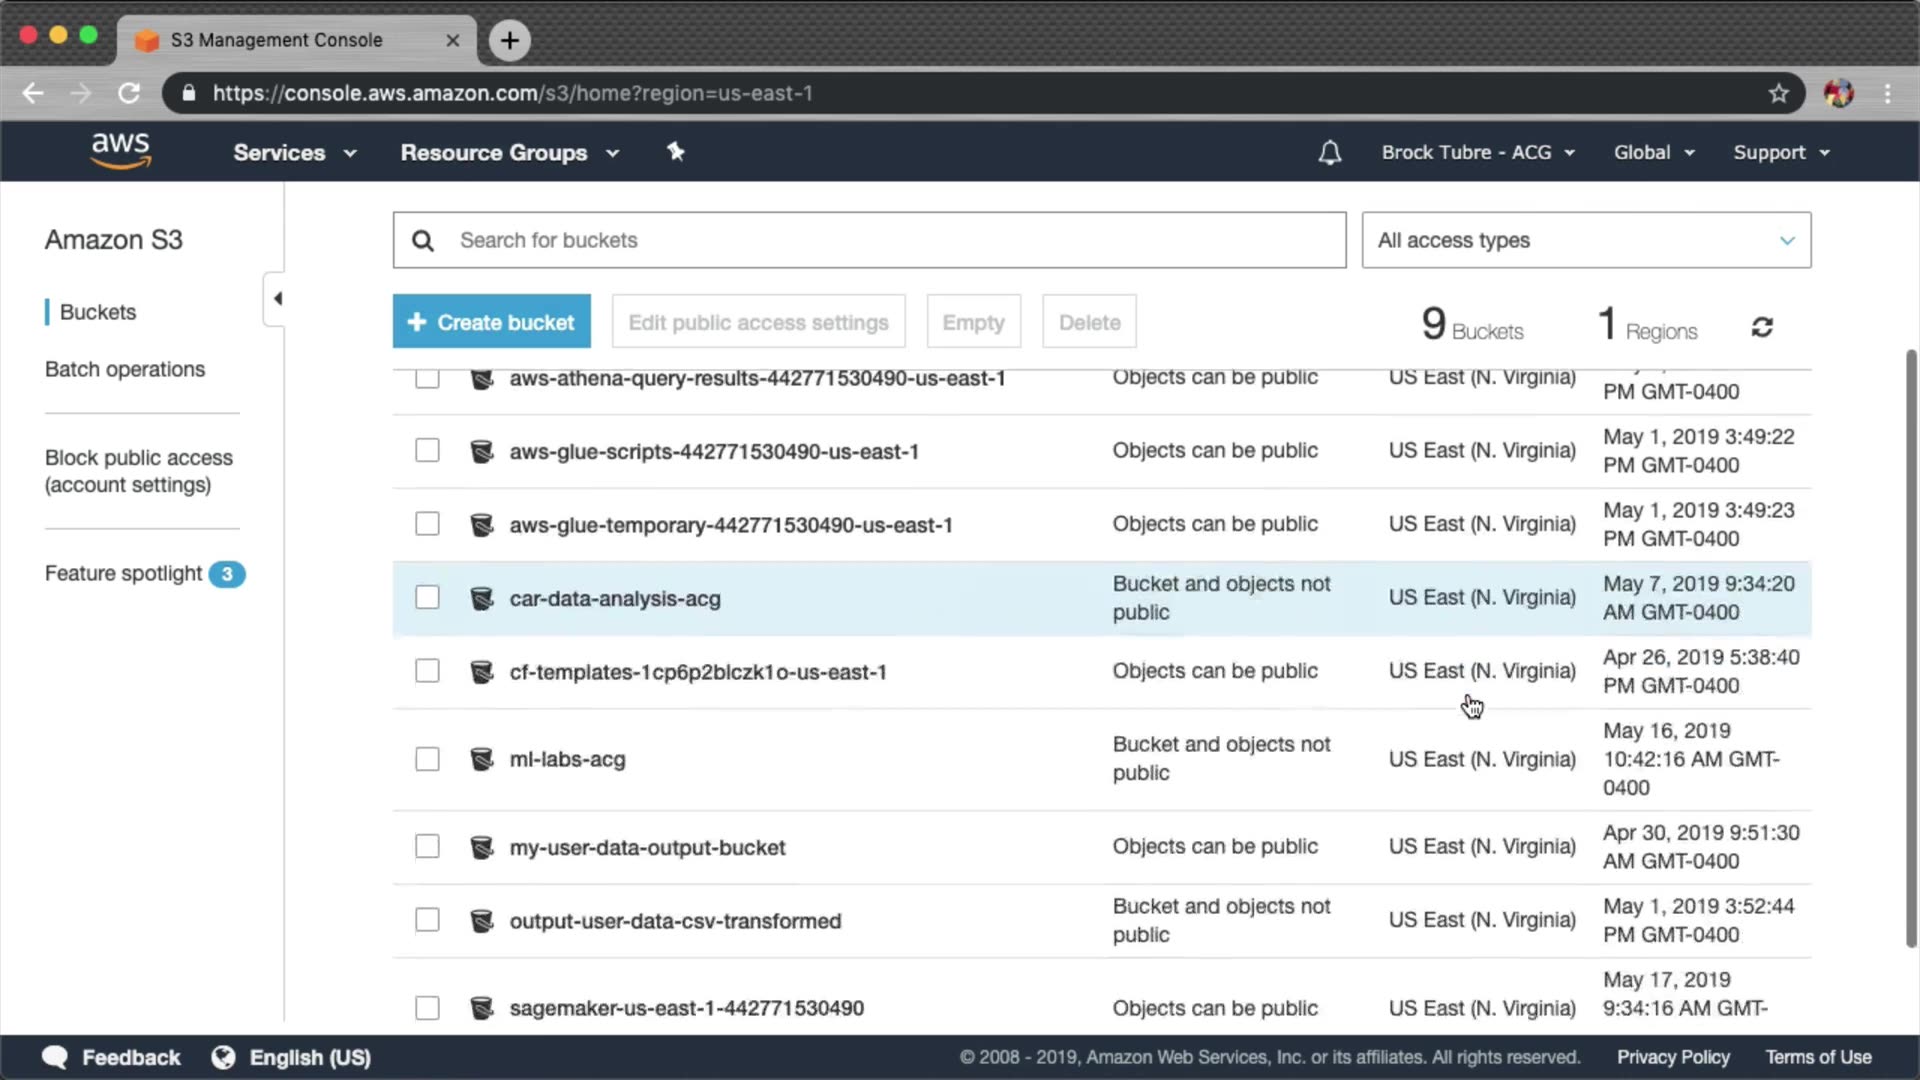 S3 Management Console
https://console.aws.amazon.com/s3/home?region=us-east-1
aws Services Resource Groups Brock Tubre - ACG Global Support
Amazon S3
Buckets
Batch operations
Block public access
(account settings)
Feature spotlight 3
Search for buckets All access types
Create bucket Edit public access settings Empty Delete 9 Buckets 1 Regions
aws-athena-query-results-442771530490-us-east-1 Objects can be public US East (N. Virginia)
PM GMT-0400
aws-glue-scripts-442771530490-us-east-1 Objects can be public US East (N. Virginia) May 1, 2019 3:49:22
PM GMT-0400
aws-glue-temporary-442771530490-us-east-1 Objects can be public US East (N. Virginia) May 1, 2019 3:49:23
PM GMT-0400
car-data-analysis-acg Bucket and objects not US East (N. Virginia) May 7, 2019 9:34:20
public AM GMT-0400
cf-templates-1cp6p2blczk1o-us-east-1 Objects can be public US East (N. Virginia) Apr 26, 2019 5:38:40
PM GMT-0400
ml-labs-acg Bucket and objects not US East (N. Virginia) May 16, 2019
public 10:42:16 AM GMT-
0400
my-user-data-output-bucket Objects can be public US East (N. Virginia) Apr 30, 2019 9:51:30
AM GMT-0400
output-user-data-csv-transformed Bucket and objects not US East (N. Virginia) May 1, 2019 3:52:44
public PM GMT-0400
sagemaker-us-east-1-442771530490 Objects can be public US East (N. Virginia) May 17, 2019
9:34:16 AM GMT-
Feedback English (US) © 2008 - 2019, Amazon Web Services, Inc. or its affiliates. All rights reserved. Privacy Policy Terms of Use